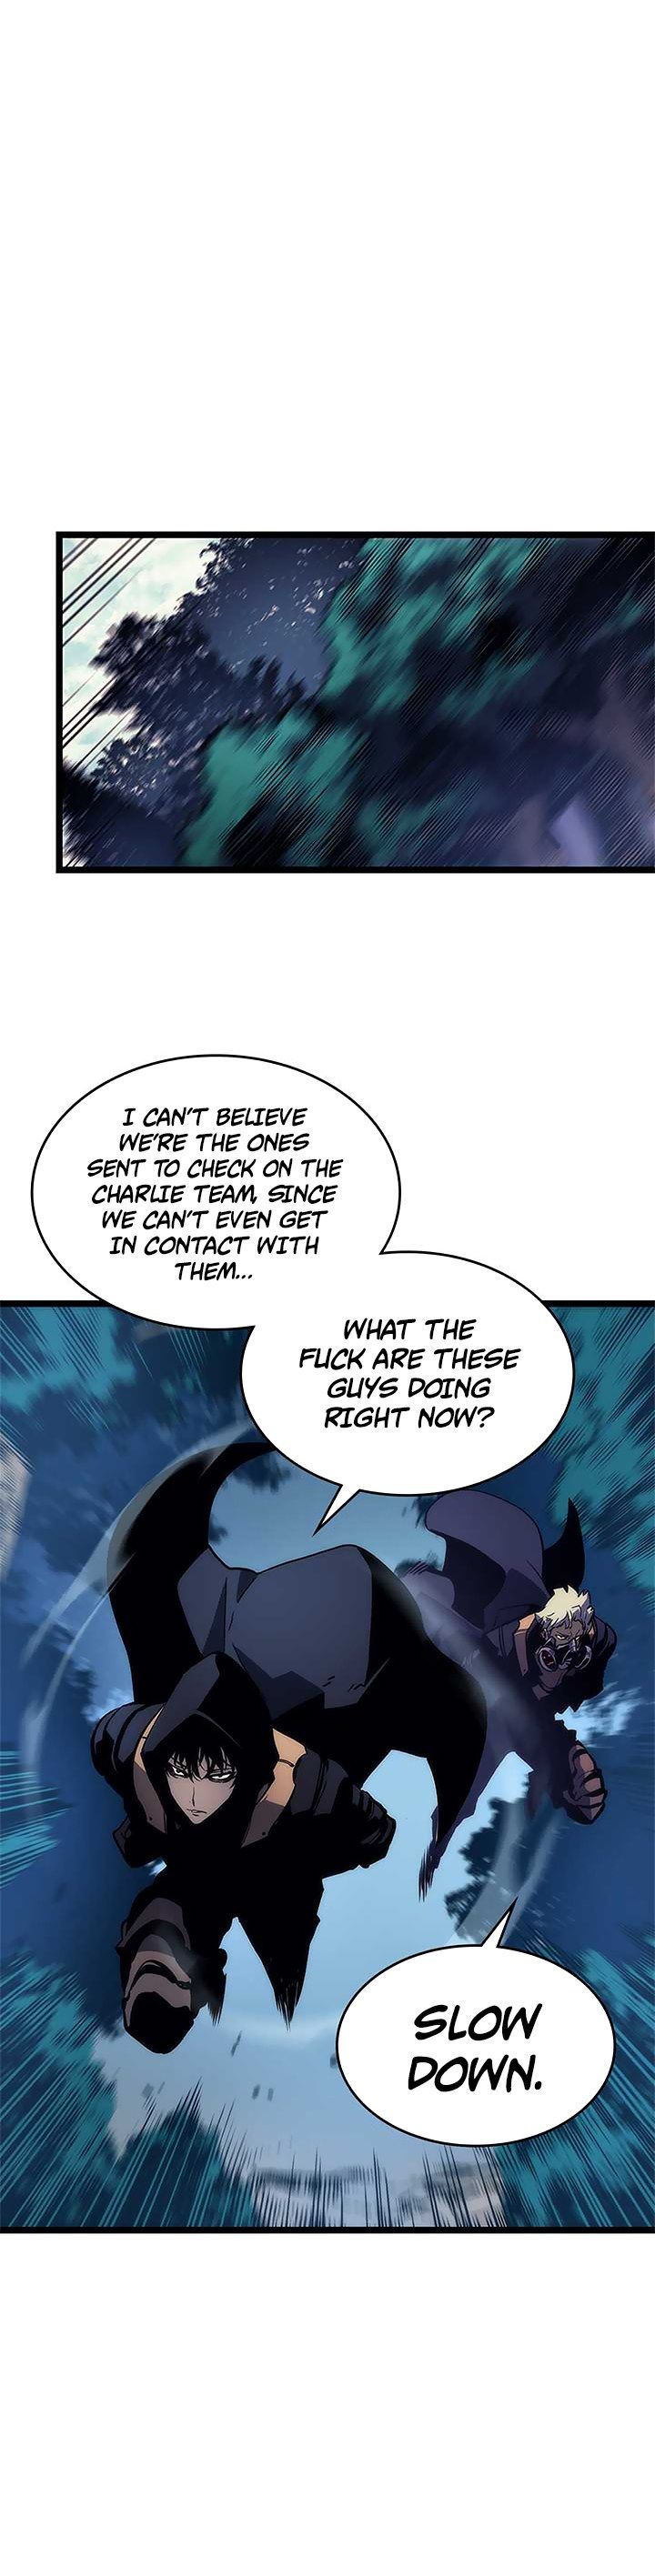 I CAN'T BELIEVE
WE'RE THE ONES
SENT TO CHECK ON THE
CHARLIE TEAM, SINCE
WE CAN'T EVEN GET
IN CONTACT WITH
THEM...
WHAT THE
FUCK ARE THESE
GUYS DOING
RIGHT NOW?
SLOW
DOWN.